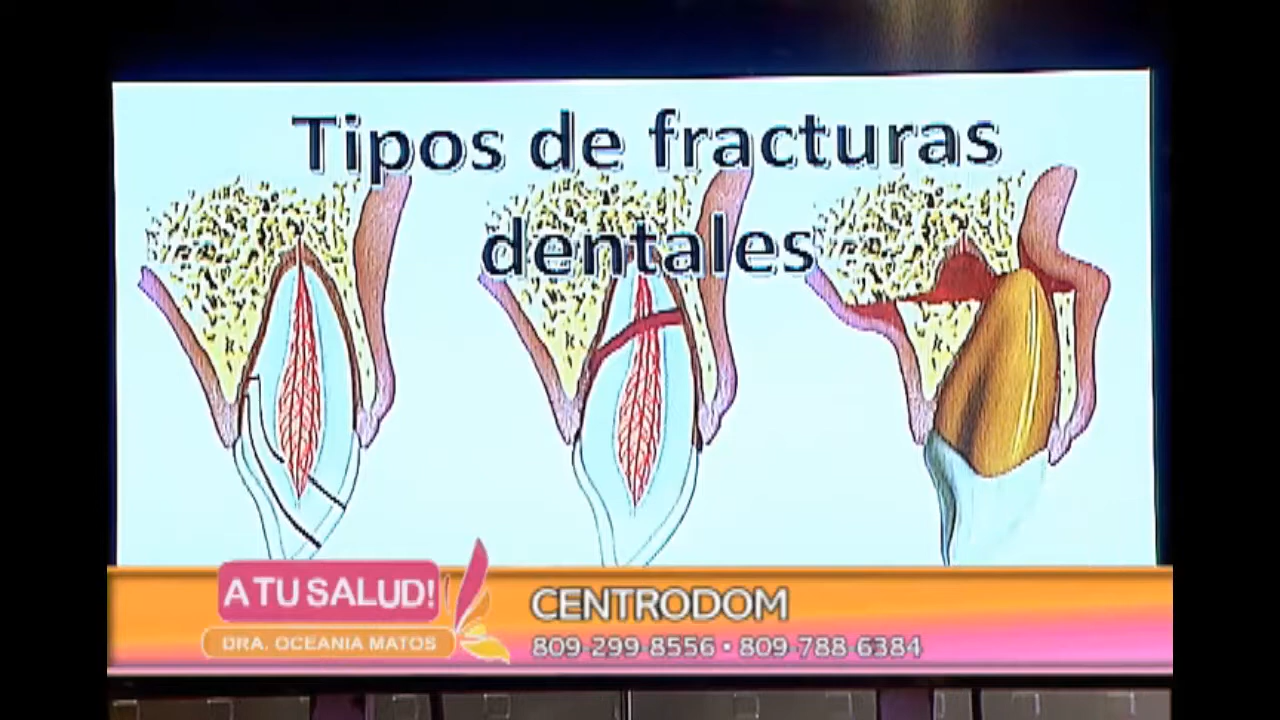 Tipos de fracturas
dentales
A TU SALUD!
DRA. OCEANIA MATOS
CENTRODOM
809-299-8556 • 809-788-6384